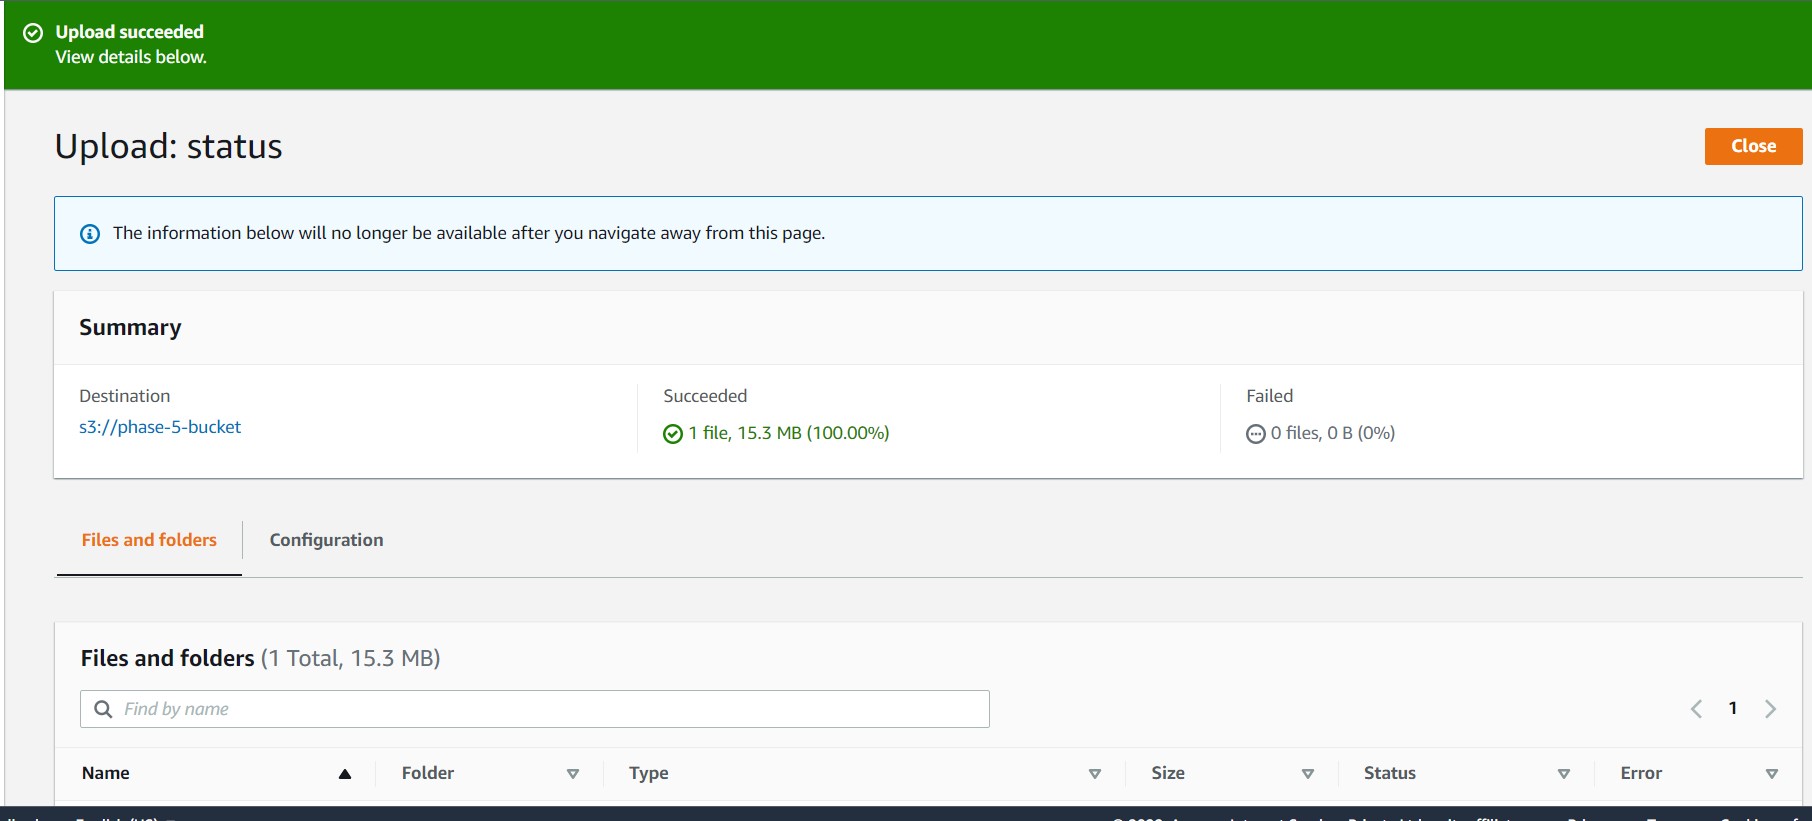 Upload succeeded
View details below.
Upload: status
Close
The information below will no longer be available after you navigate away from this page.
Summary
Destination
s3://phase-5-bucket
Succeeded
1 file, 15.3 MB (100.00%)
Failed
0 files, 0 B (0%)
Files and folders
Configuration
Files and folders (1 Total, 15.3 MB)
Find by name
1
Name Folder Type Size Status Error